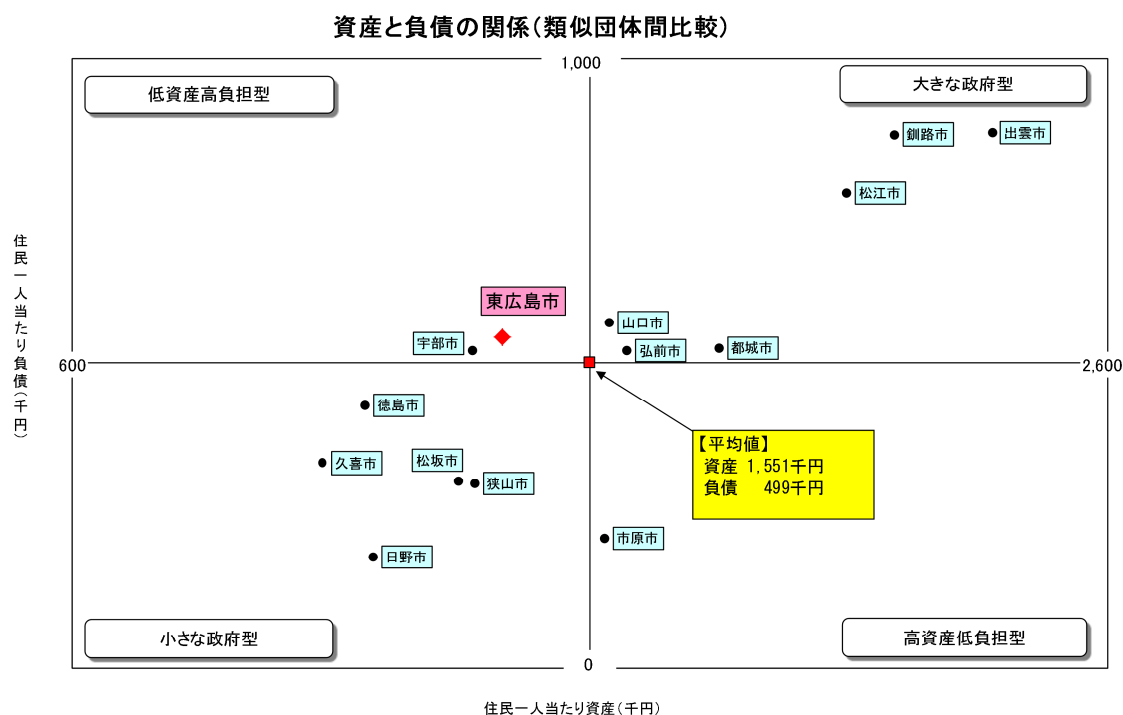 資産と負債の関係（類似団体間比較）
1,000
低資産高負担型
大きな政府型
釧路市
出雲市
松江市
住民一人当たり負債（千円）
東広島市
山口市
宇部市
弘前市
都城市
600
2,600
徳島市
【平均値】
資産 1,551千円
負債 499千円
久喜市
松坂市
狭山市
市原市
日野市
小さな政府型
高資産低負担型
0
住民一人当たり資産（千円）